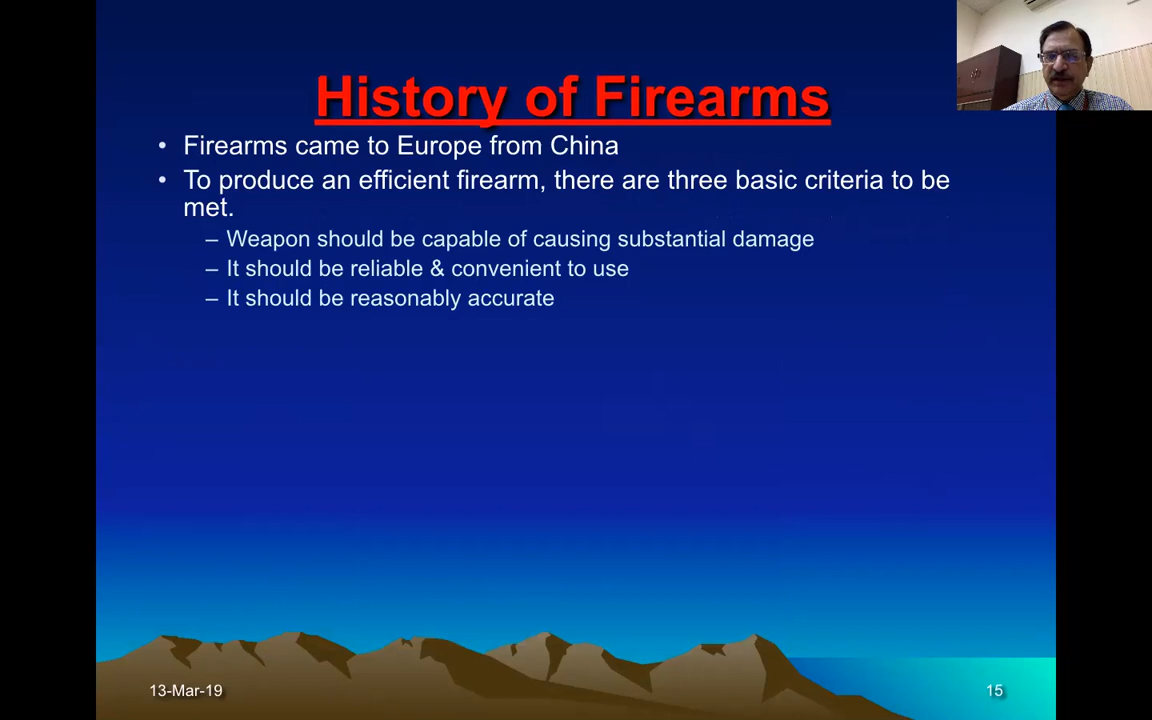 History of Firearms
• Firearms came to Europe from China
• To produce an efficient firearm, there are three basic criteria to be
met.
– Weapon should be capable of causing substantial damage
– It should be reliable & convenient to use
– It should be reasonably accurate
13-Mar-19
15